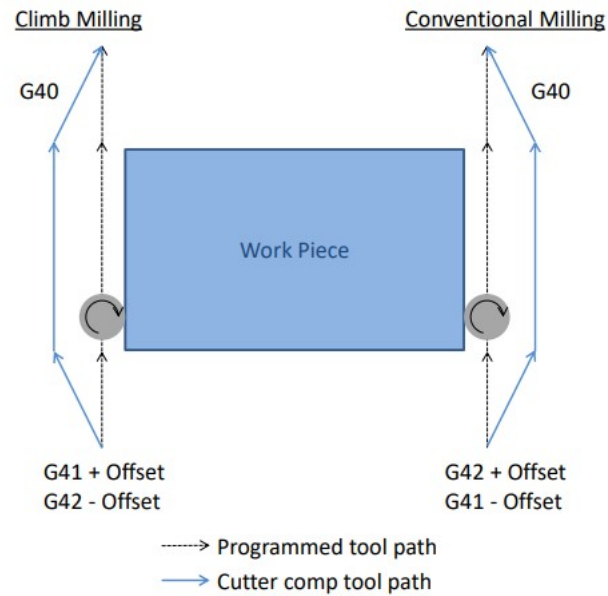 Climb Milling
Conventional Milling
G40
G40
Work Piece
G41 + Offset
G42 - Offset
G42 + Offset
G41 - Offset
Programmed tool path
Cutter comp tool path